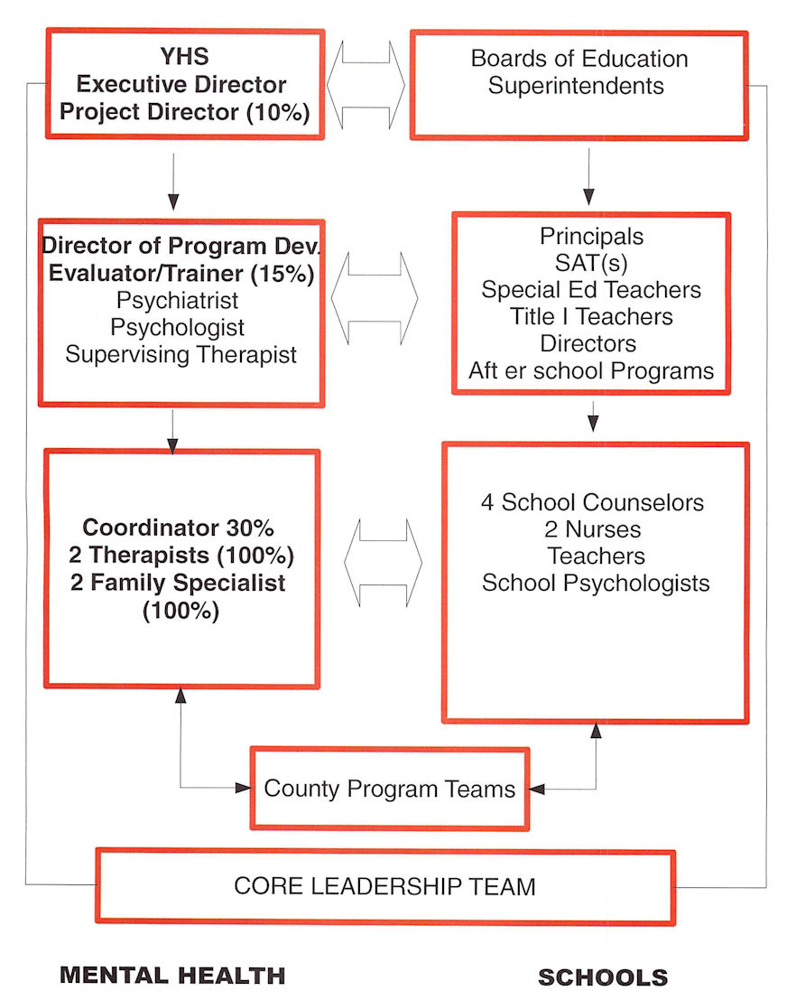 YHS
Executive Director
Project Director (10%)
Boards of Education
Superintendents
Director of Program Dev.
Evaluator/Trainer (15%)
Psychiatrist
Psychologist
Supervising Therapist
Principals
SAT(s)
Special Ed Teachers
Title I Teachers
Directors
Aft er school Programs
Coordinator 30%
2 Therapists (100%)
2 Family Specialist
(100%)
4 School Counselors
2 Nurses
Teachers
School Psychologists
County Program Teams
CORE LEADERSHIP TEAM
MENTAL HEALTH
SCHOOLS